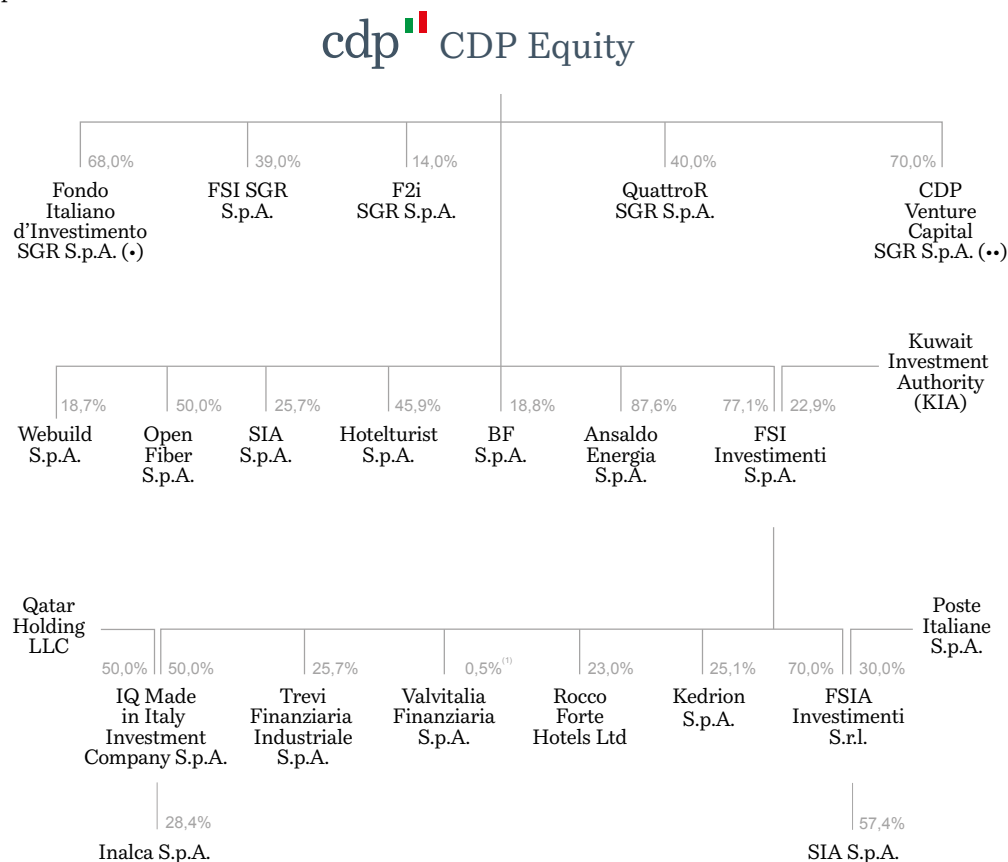 cdp CDP Equity
68,0%
39,0%
14,0%
40,0%
70,0%
Fondo
Italiano
d'Investimento
SGR S.p.A. (•)
FSI SGR
S.p.A.
F2i
SGR S.p.A.
QuattroR
SGR S.p.A.
CDP
Venture
Capital
SGR S.p.A. (••)
Kuwait
Investment
Authority
(KIA)
18,7%
50,0%
25,7%
45,9%
18,8%
87,6%
77,1%
22,9%
Webuild
S.p.A.
Open
Fiber
S.p.A.
SIA
S.p.A.
Hotelturist
S.p.A.
BF
S.p.A.
Ansaldo
Energia
S.p.A.
FSI
Investimenti
S.p.A.
Qatar
Holding
LLC
Poste
Italiane
S.p.A.
50,0%
50,0%
25,7%
0,5% (1)
23,0%
25,1%
70,0%
30,0%
IQ Made
in Italy
Investment
Company S.p.A.
Trevi
Finanziaria
Industriale
S.p.A.
Valvitalia
Finanziaria
S.p.A.
Rocco
Forte
Hotels Ltd
Kedrion
S.p.A.
FSIA
Investimenti
S.r.l.
28,4%
57,4%
Inalca S.p.A.
SIA S.p.A.